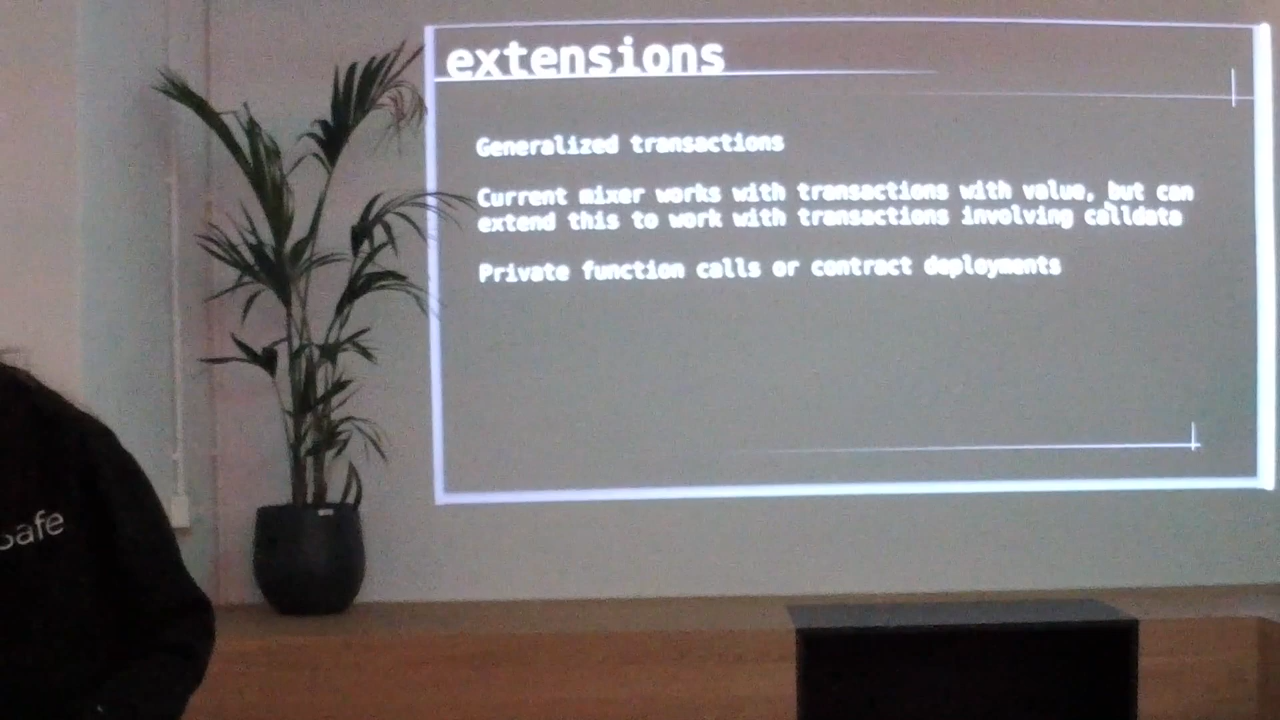 extensions
Generalized transactions
Current mixer works with transactions with value, but can
extend this to work with transactions involving calldata
Private function calls or contract deployments
Safe